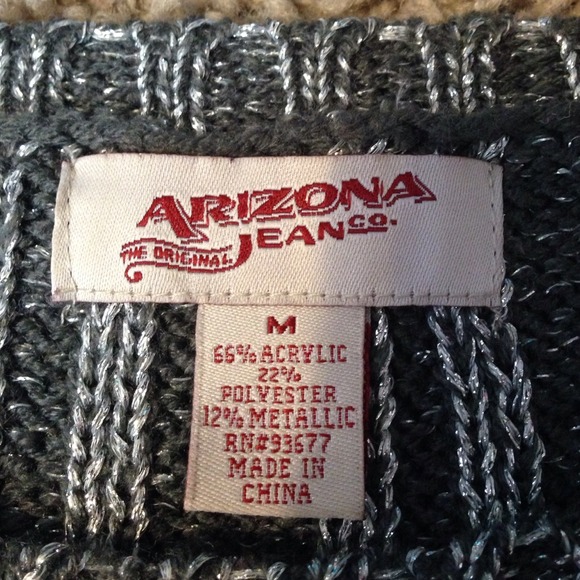 ARIZONA
JEAN CO.
THE ORIGINAL
M
66% ACRYLIC
22%
POLYESTER
12% METALLIC
RN#93677
MADE IN
CHINA